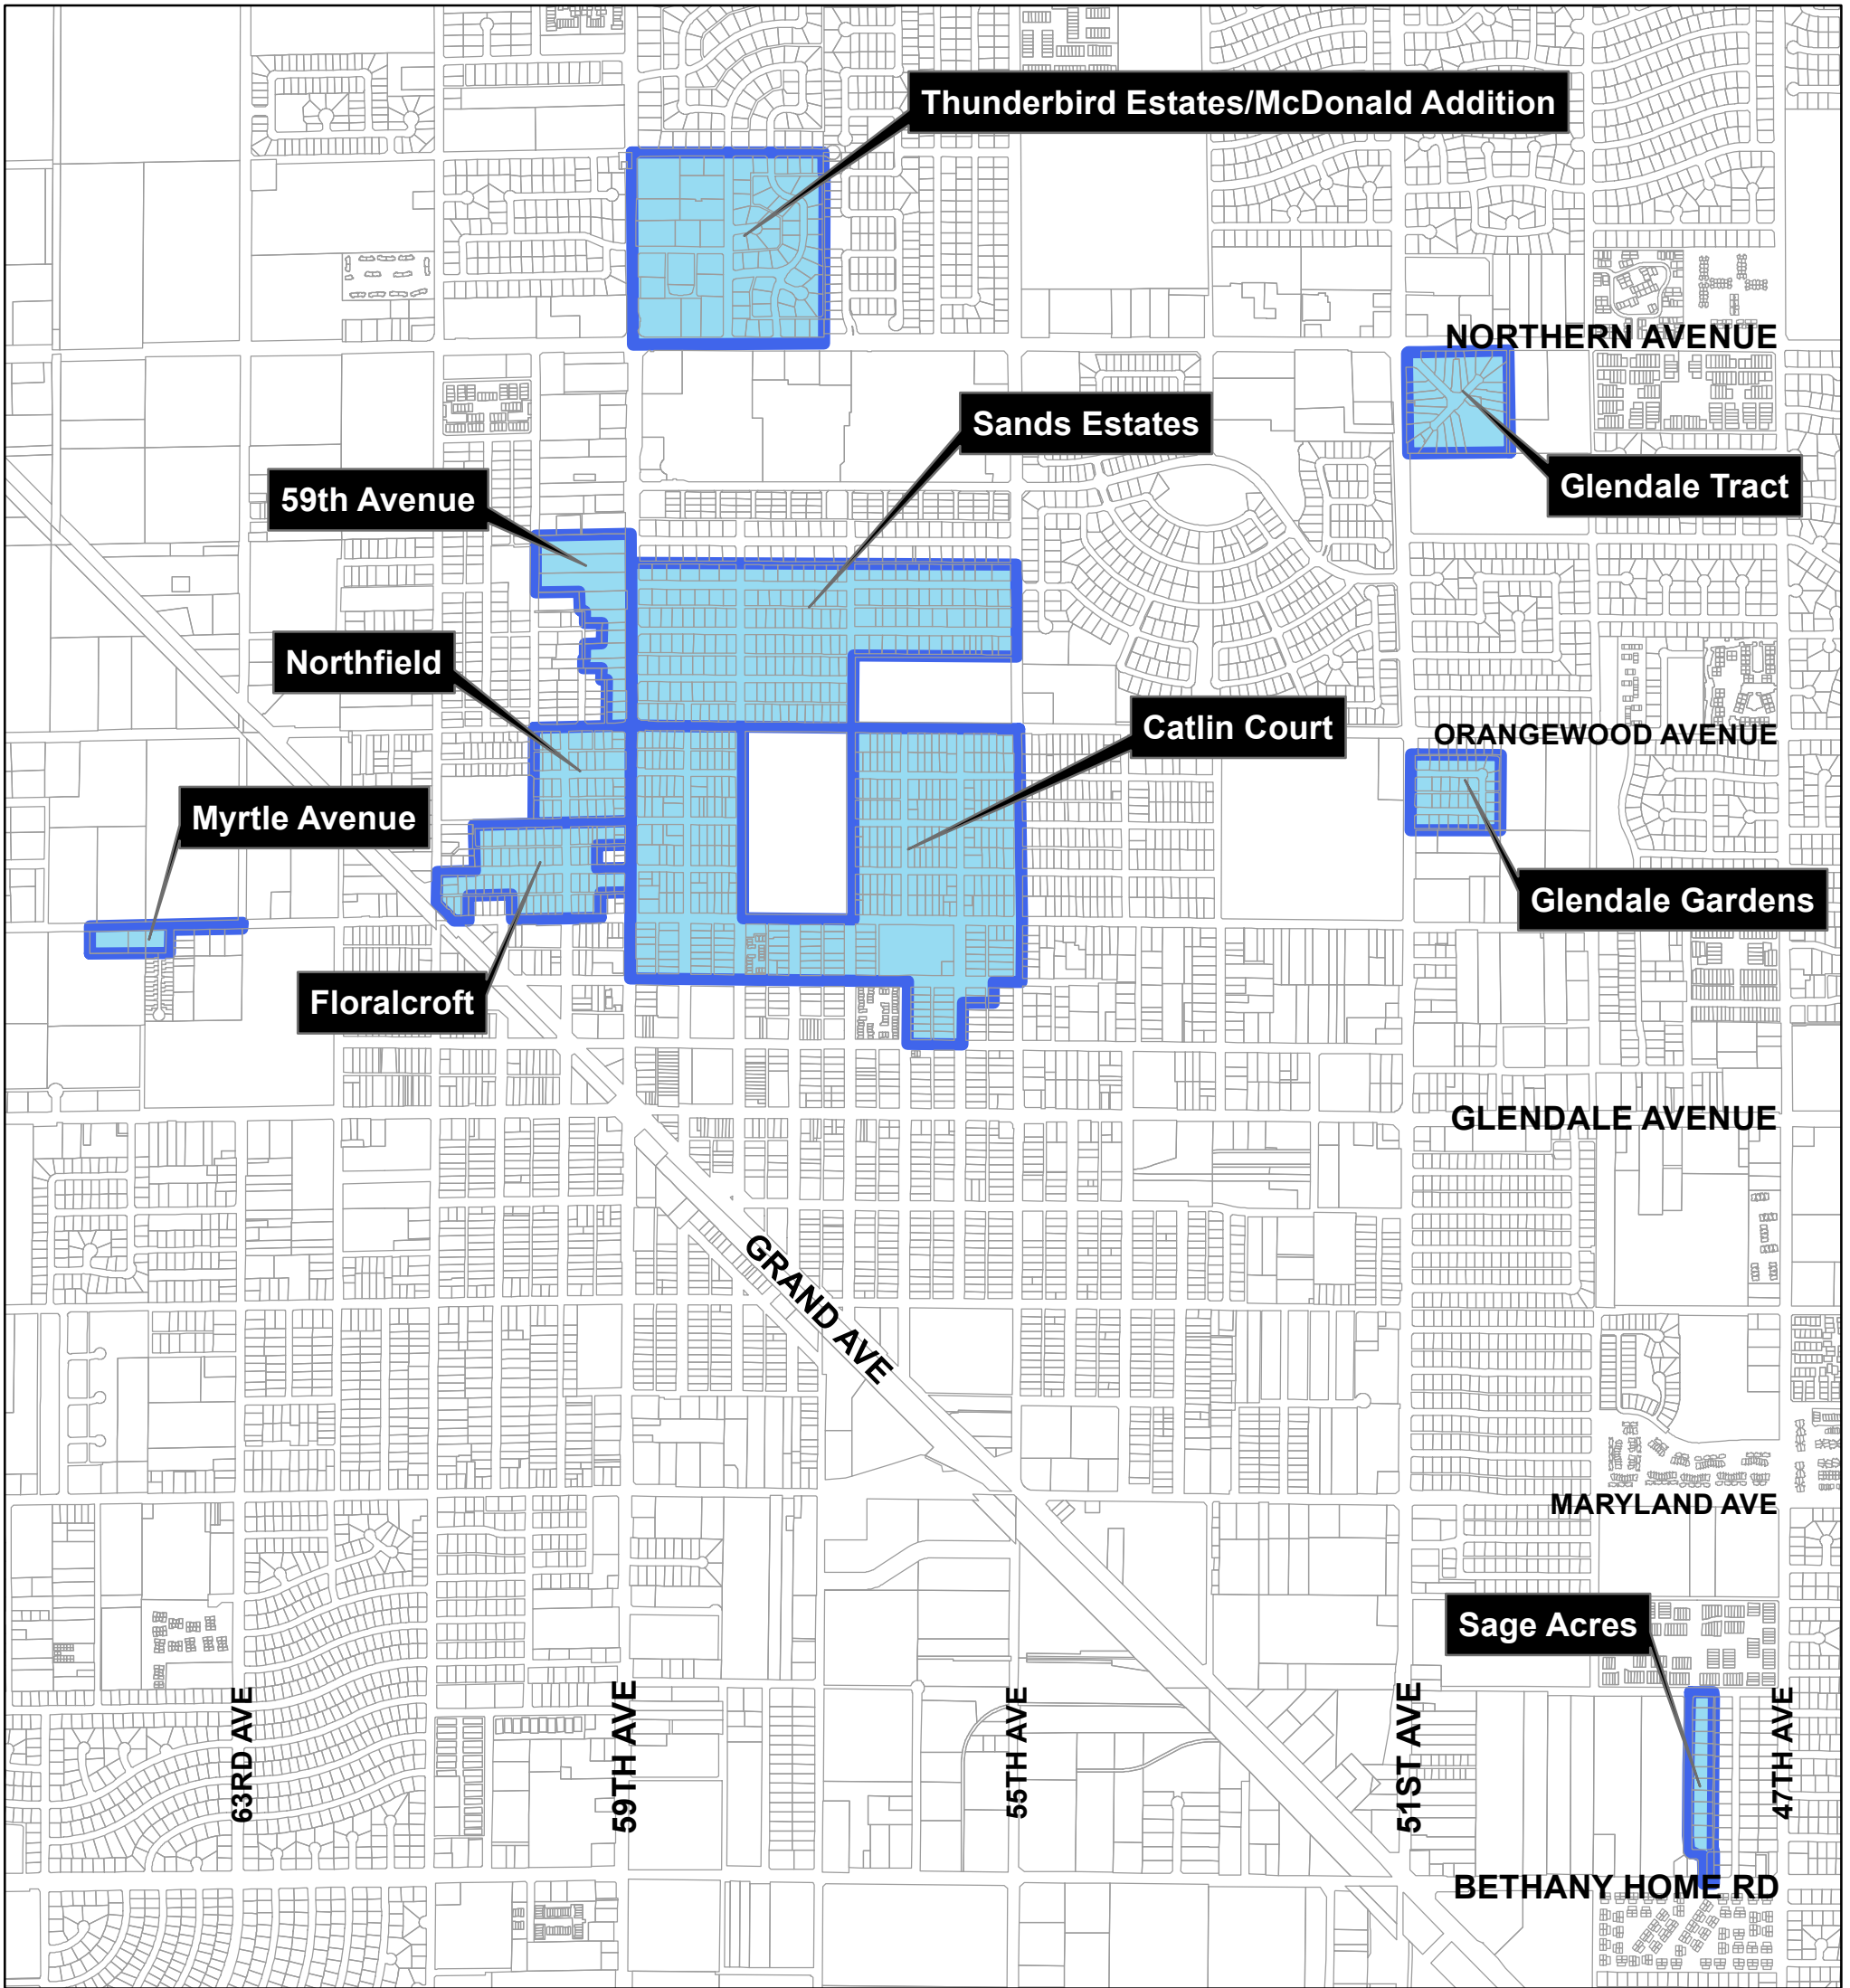 Thunderbird Estates/McDonald Addition
NORTHERN AVENUE
Sands Estates
Glendale Tract
59th Avenue
Northfield
Catlin Court
ORANGEWOOD AVENUE
Myrtle Avenue
Glendale Gardens
Floralcroft
GLENDALE AVENUE
GRAND AVE
MARYLAND AVE
Sage Acres
63RD AVE
59TH AVE
55TH AVE
51ST AVE
47TH AVE
BETHANY HOME RD